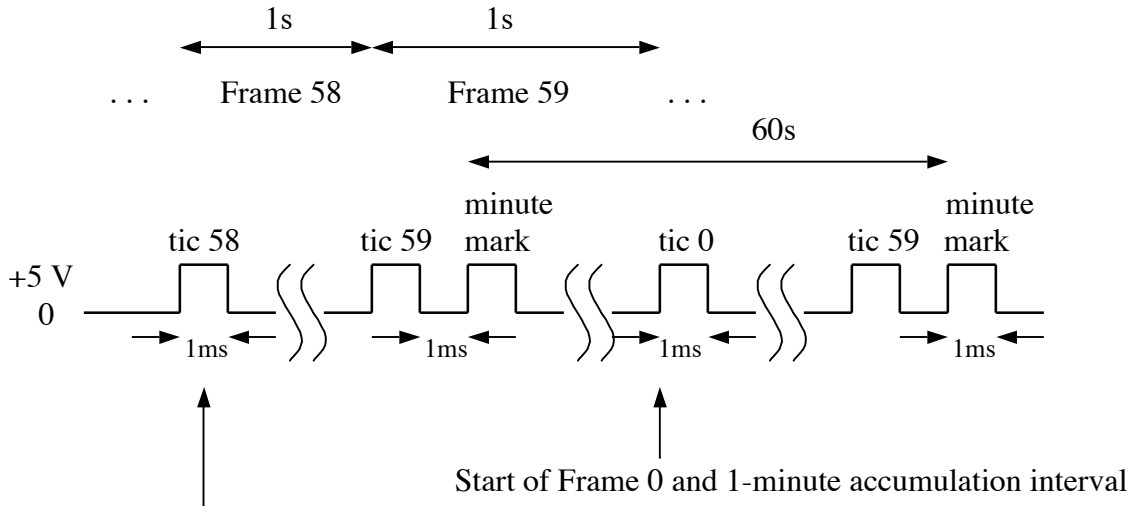 1s 1s
. . . Frame 58 Frame 59 . . .
60s
minute minute
tic 58 tic 59 mark tic 0 tic 59 mark
+5 V
0
1ms 1ms 1ms 1ms
Start of Frame 0 and 1-minute accumulation interval